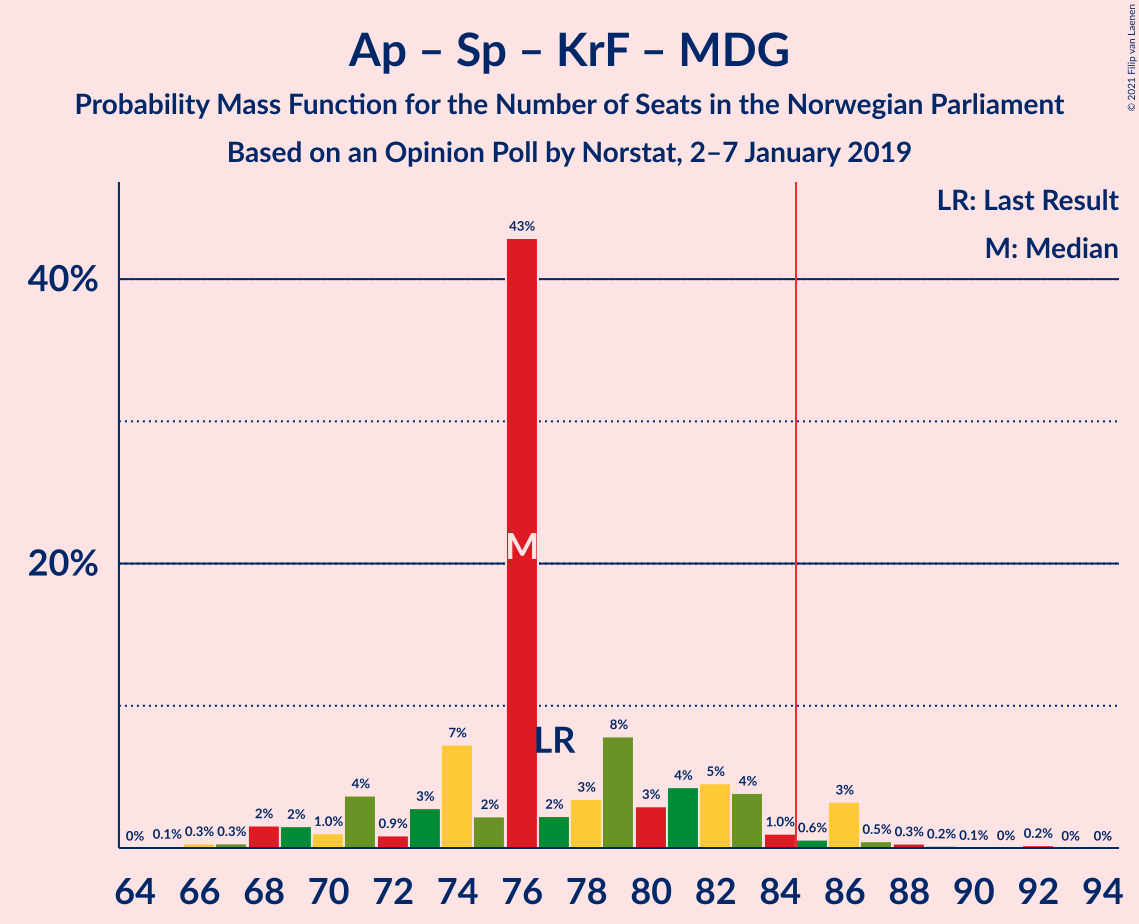 Ap – Sp – KrF – MDG
Probability Mass Function for the Number of Seats in the Norwegian Parliament
Based on an Opinion Poll by Norstat, 2–7 January 2019
© 2021 Filip van Laenen
LR: Last Result
M: Median
40%
20%
0% 0.1% 0.3% 0.3% 2% 2% 1.0% 4% 0.9% 3% 7% 2% 43% 2% 3% 8% 3% 4% 5% 4% 1.0% 0.6% 3% 0.5% 0.3% 0.2% 0.1% 0% 0.2% 0% 0%
M
LR
64 66 68 70 72 74 76 78 80 82 84 86 88 90 92 94